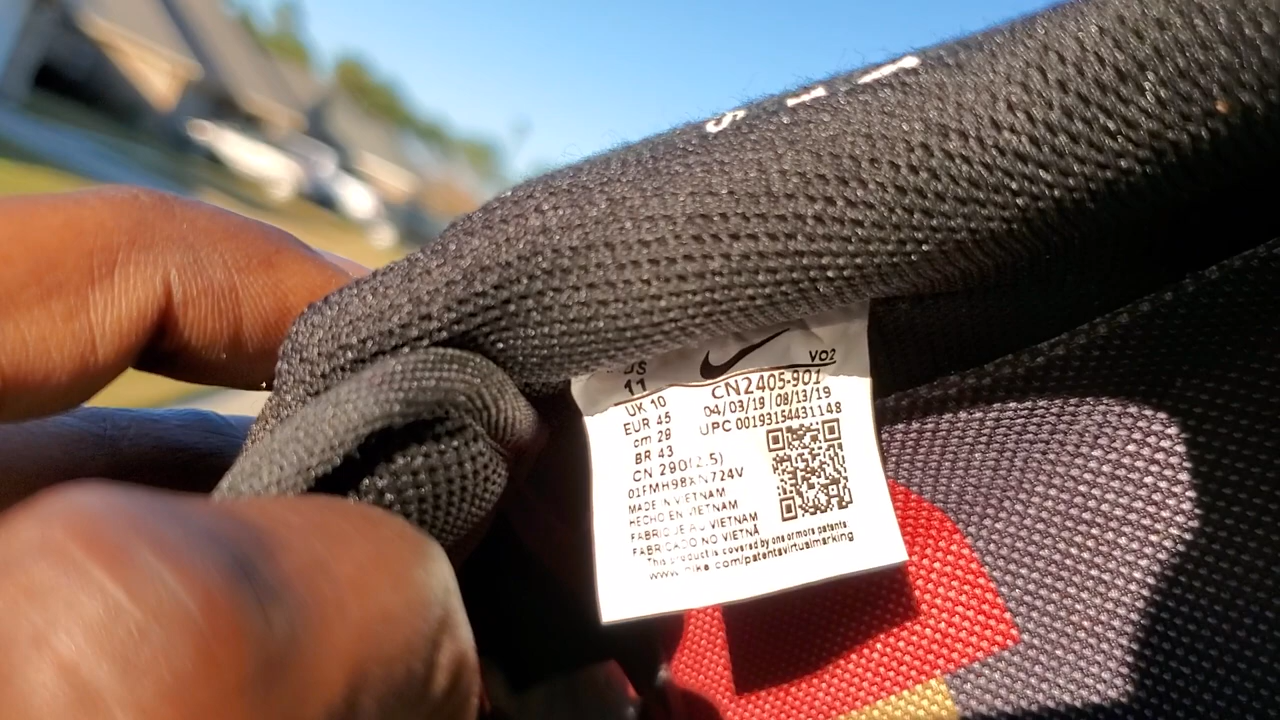 S I T
US
11
VO2
UK 10
EUR 45
cm 29
BR 43
CN 290(2.5)
CN2405-901
04/03/19 | 08/13/19
UPC 00193154431148
MADE IN VIETNAM
HECHO EN VIETNAM
FABRIQUE AU VIETNAM
FABRICADO NO VIETNÃ
This product is covered by one or more patents
www.nike.com/patentsvirtualmarking